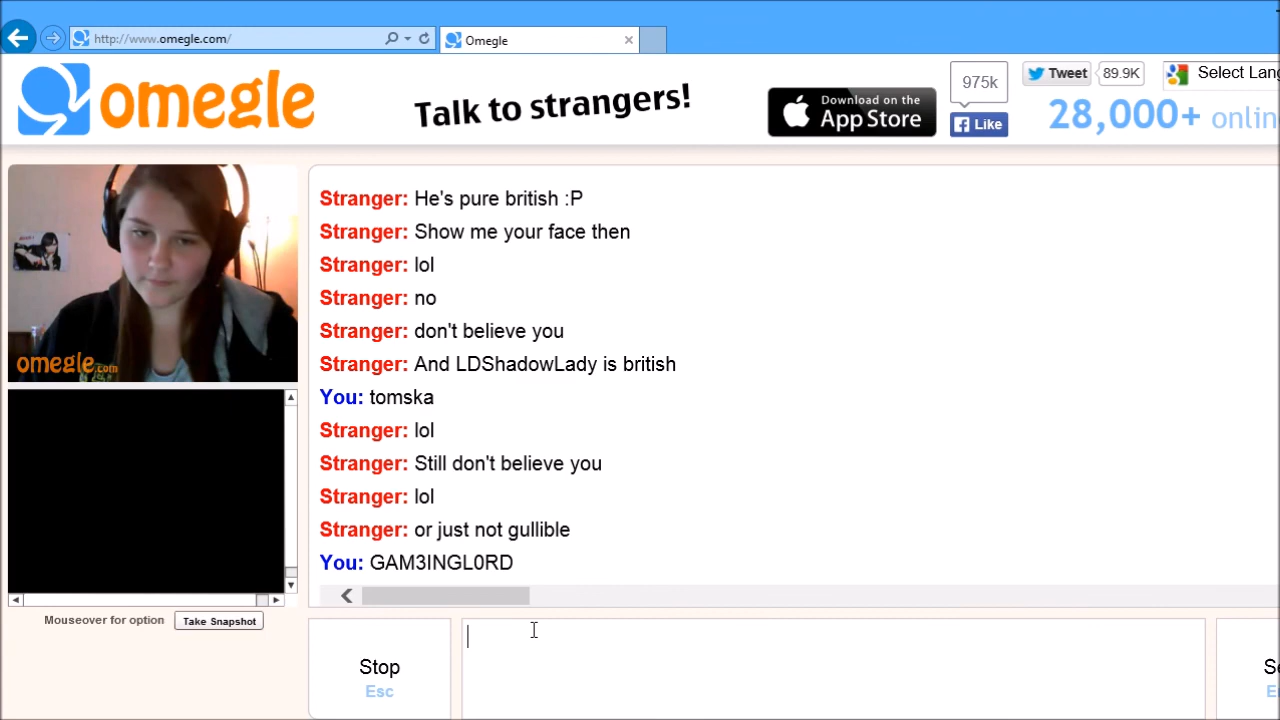 http://www.omegle.com/
Omegle
omegle
Talk to strangers!
Download on the
App Store
975k
Like
Tweet
89.9K
Select Lang
28,000+ onlin
omegle.com
Stranger: He's pure british :P
Stranger: Show me your face then
Stranger: lol
Stranger: no
Stranger: don't believe you
Stranger: And LDShadowLady is british
You: tomska
Stranger: lol
Stranger: Still don't believe you
Stranger: lol
Stranger: or just not gullible
You: GAM3INGL0RD
Mouseover for option
Take Snapshot
Stop
Esc
Se